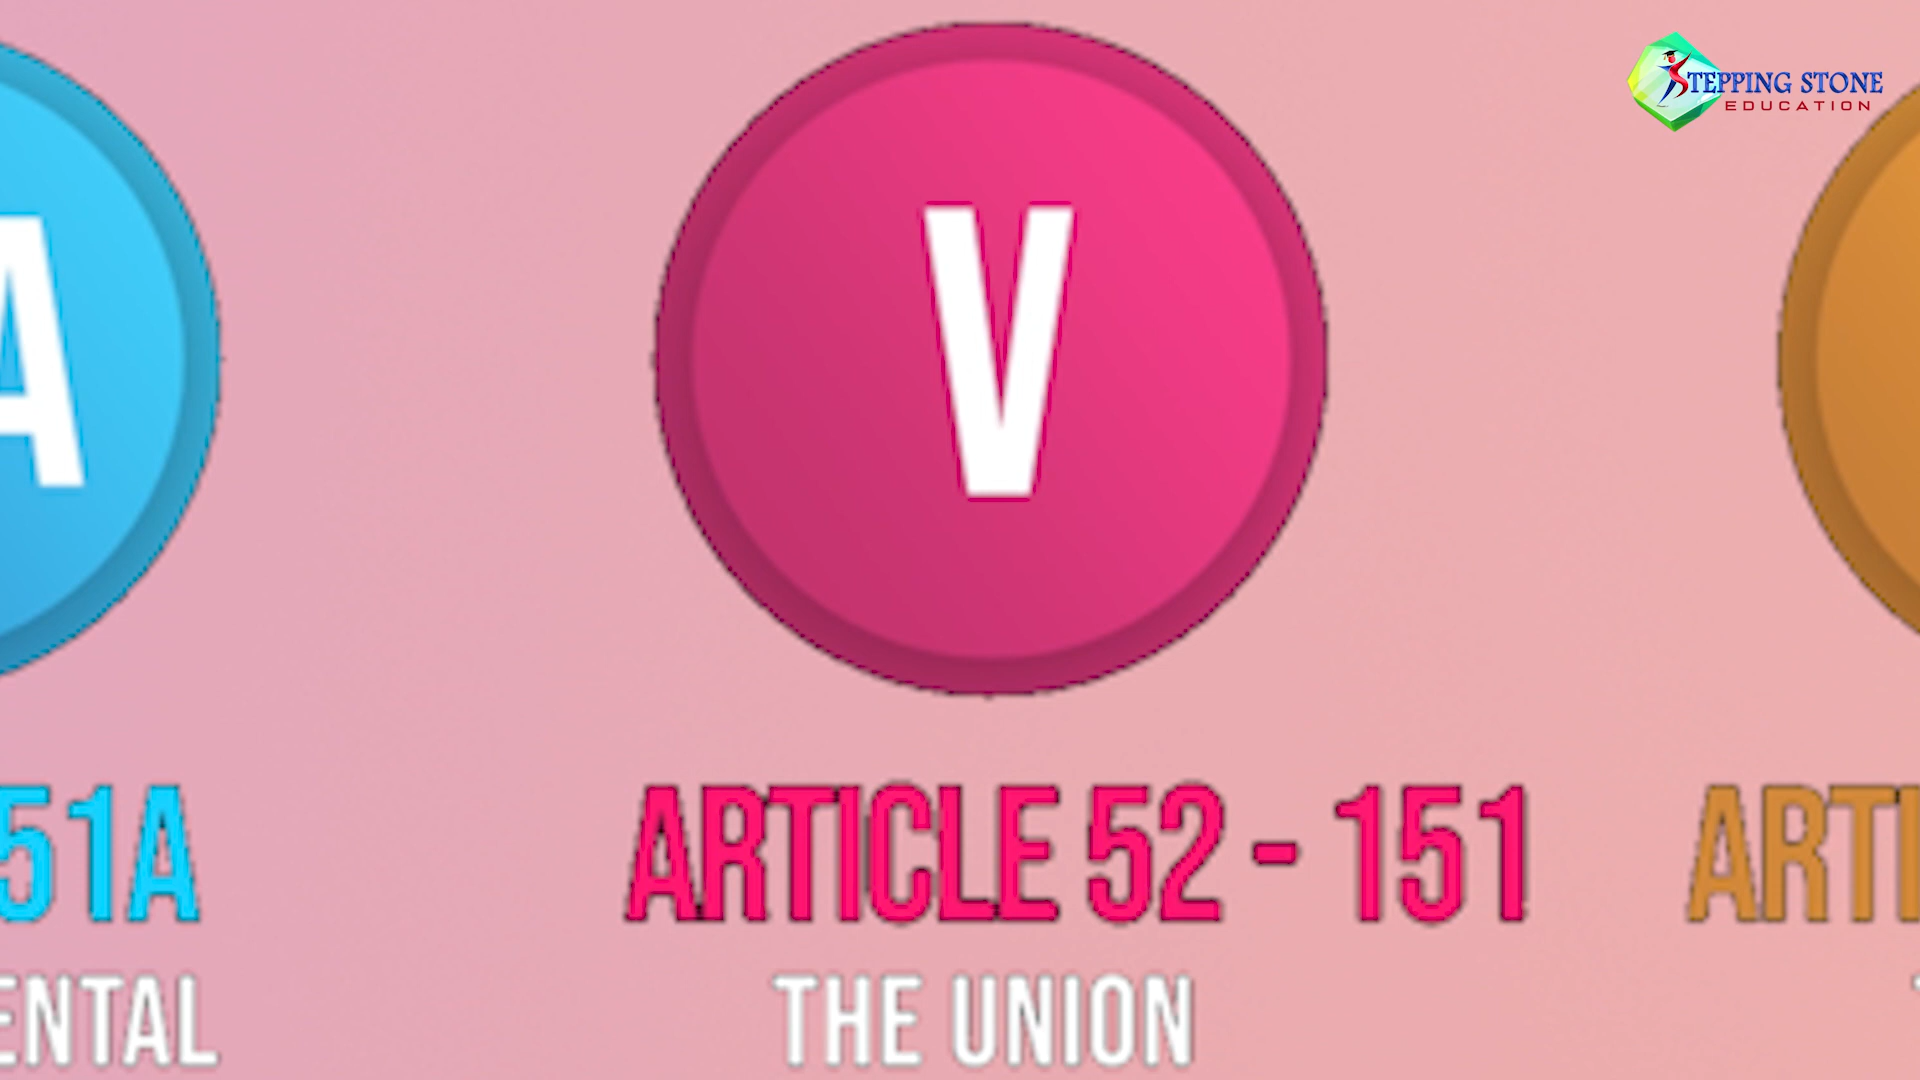 STEPPING STONE
EDUCATION
A
V
51A
ARTICLE 52 - 151
ENTAL
THE UNION